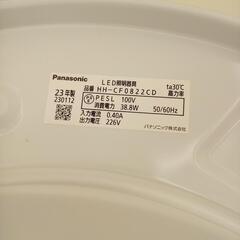 Panasonic
LED照明器具
ta30℃
品番 HH-CF0822CD
高力率
23年製
230112
PSE PESL 100V
消費電力 38.8W
50/60Hz
入力電流 0.40A
出力電圧 226V
パナソニック株式会社